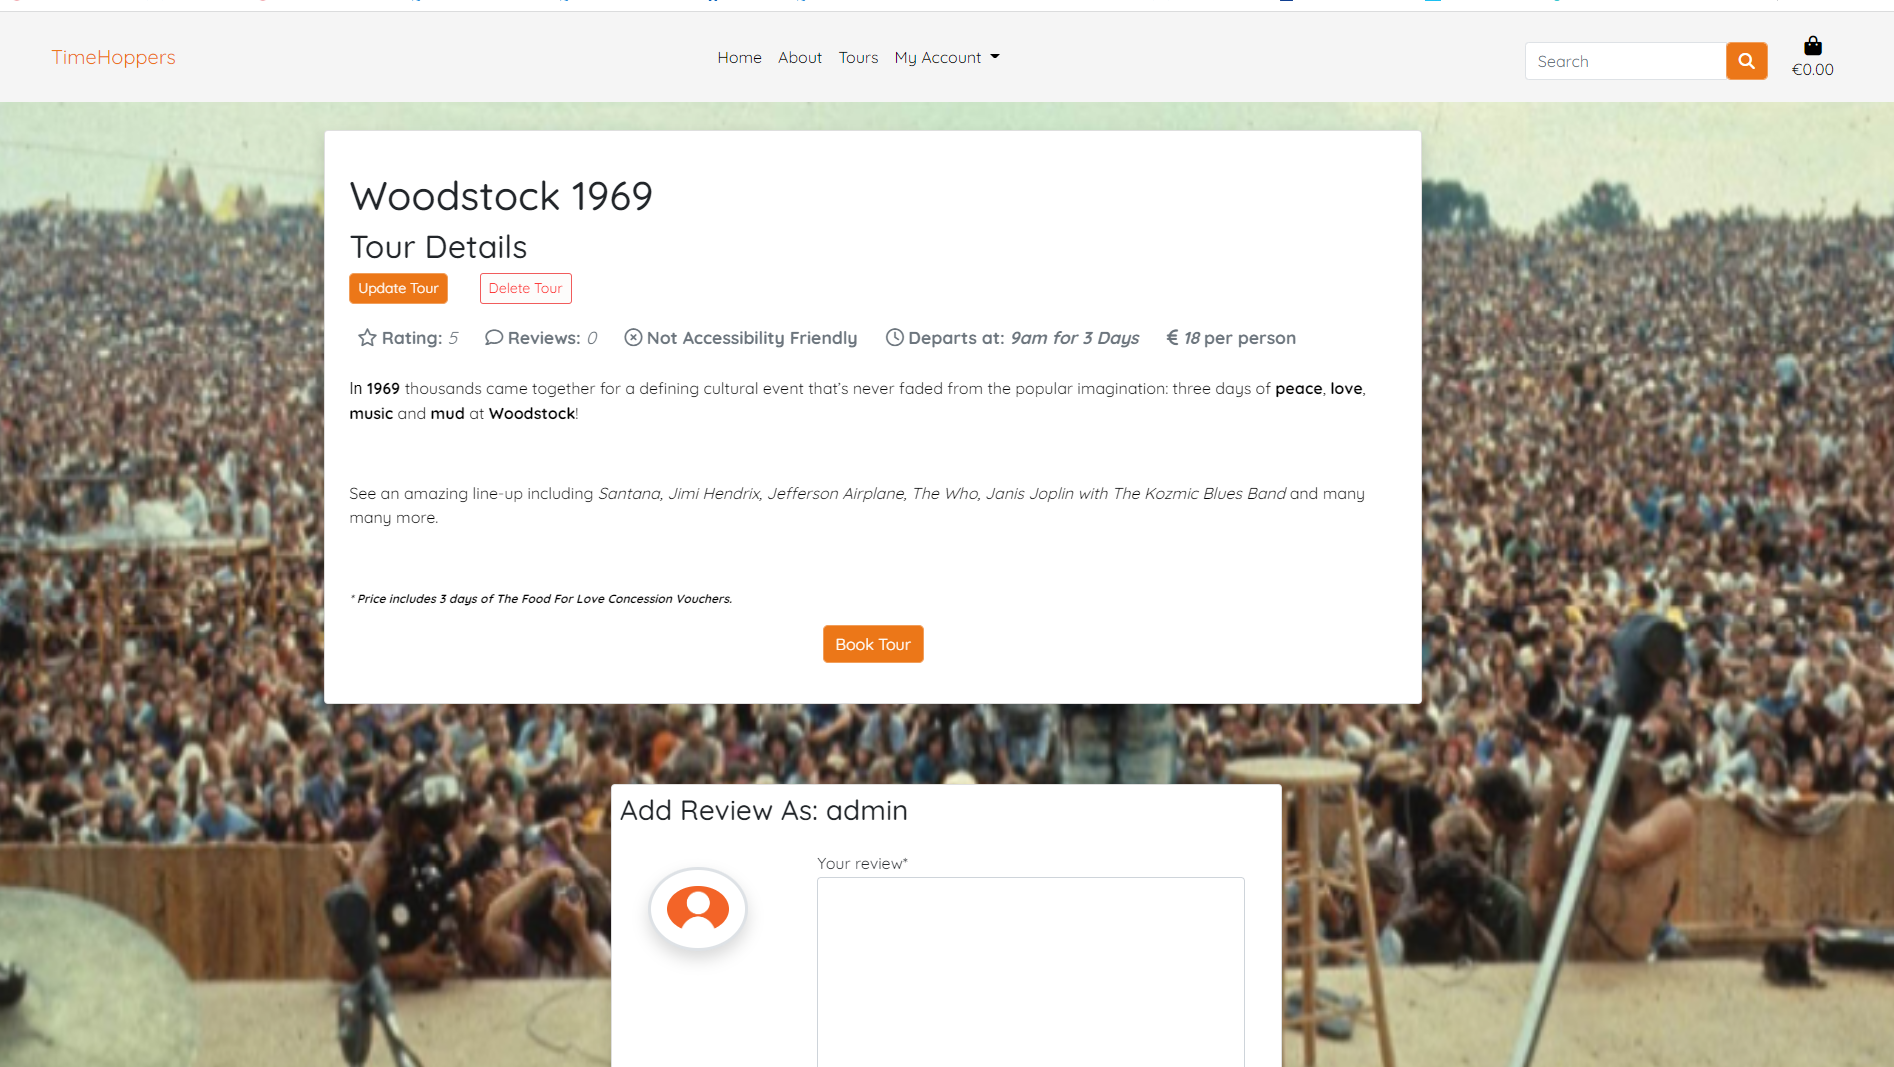 TimeHoppers
Home About Tours My Account
Search
€0.00
Woodstock 1969
Tour Details
Update Tour Delete Tour
Rating: 5 Reviews: 0 Not Accessibility Friendly Departs at: 9am for 3 Days € 18 per person
In 1969 thousands came together for a defining cultural event that's never faded from the popular imagination: three days of peace, love,
music and mud at Woodstock!
See an amazing line-up including Santana, Jimi Hendrix, Jefferson Airplane, The Who, Janis Joplin with The Kozmic Blues Band and many
many more.
* Price includes 3 days of The Food For Love Concession Vouchers.
Book Tour
Add Review As: admin
Your review*